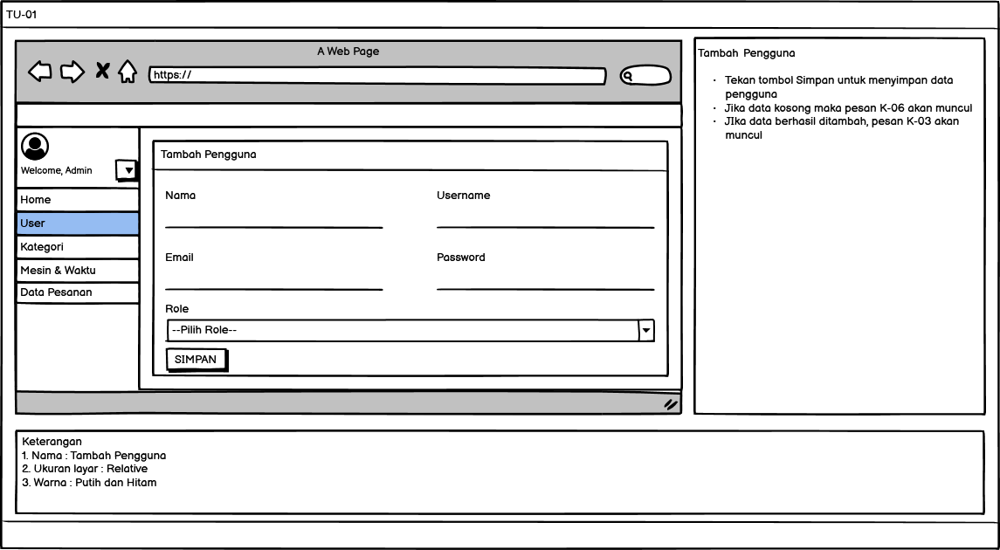 TU-01
A Web Page
https://
Welcome, Admin
Home
User
Kategori
Mesin & Waktu
Data Pesanan
Tambah Pengguna
Nama
Username
Email
Password
Role
--Pilih Role--
SIMPAN
Tambah Pengguna
· Tekan tombol Simpan untuk menyimpan data
pengguna
· Jika data kosong maka pesan K-06 akan muncul
· JIka data berhasil ditambah, pesan K-03 akan
muncul
Keterangan
1. Nama : Tambah Pengguna
2. Ukuran layar : Relative
3. Warna : Putih dan Hitam